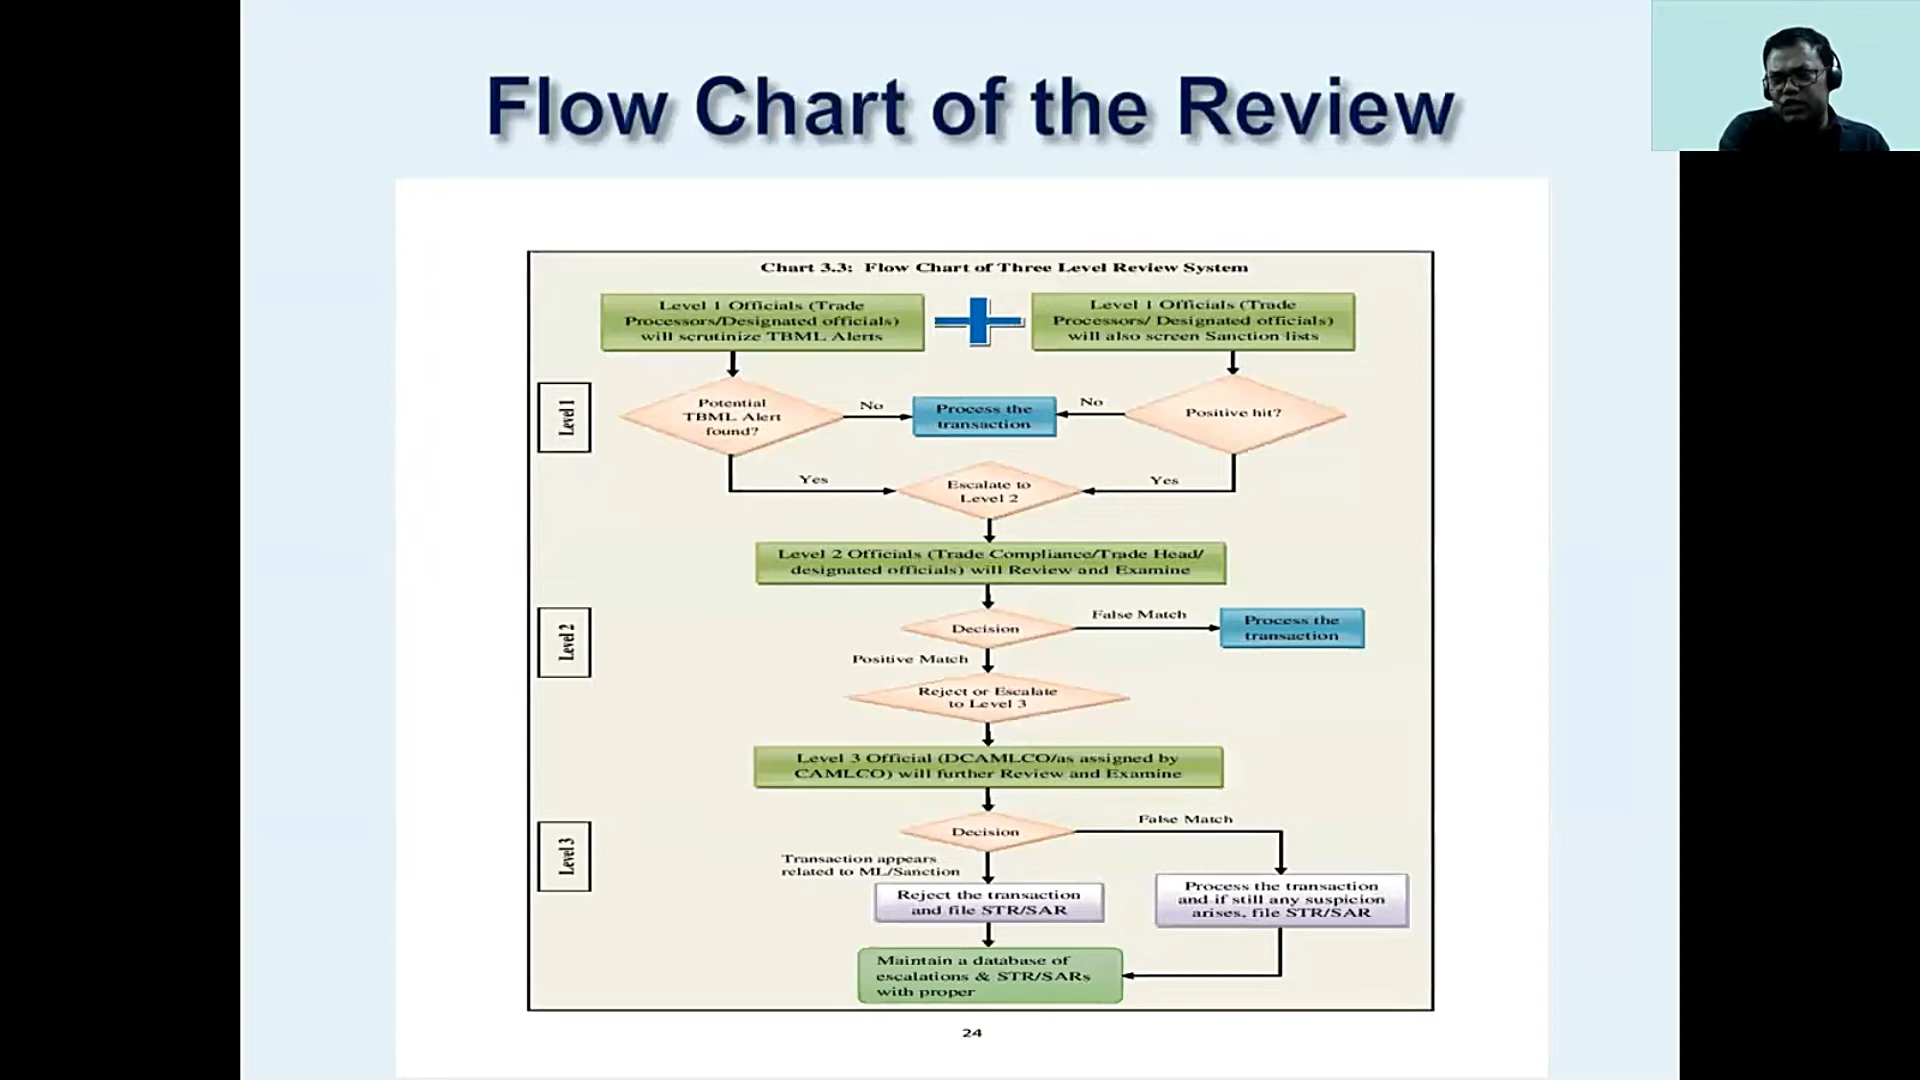 Flow Chart of the Review
Chart 3.3: Flow Chart of Three Level Review System
Level 1 Officials (Trade
Processors/Designated officials)
will scrutinize TBML Alerts
Level 1 Officials (Trade
Processors/ Designated officials)
will also screen Sanction lists
Level 1
Potential
TBML Alert
found?
No
Process the
transaction
No
Positive hit?
Yes
Escalate to
Level 2
Yes
Level 2 Officials (Trade Compliance/Trade Head/
designated officials) will Review and Examine
Level 2
Decision
False Match
Process the
transaction
Positive Match
Reject or Escalate
to Level 3
Level 3 Official (DCAMLCO/as assigned by
CAMLCO) will further Review and Examine
Level 3
Decision
False Match
Transaction appears
related to ML/Sanction
Reject the transaction
and file STR/SAR
Process the transaction
and if still any suspicion
arises, file STR/SAR
Maintain a database of
escalations & STR/SARs
with proper
24